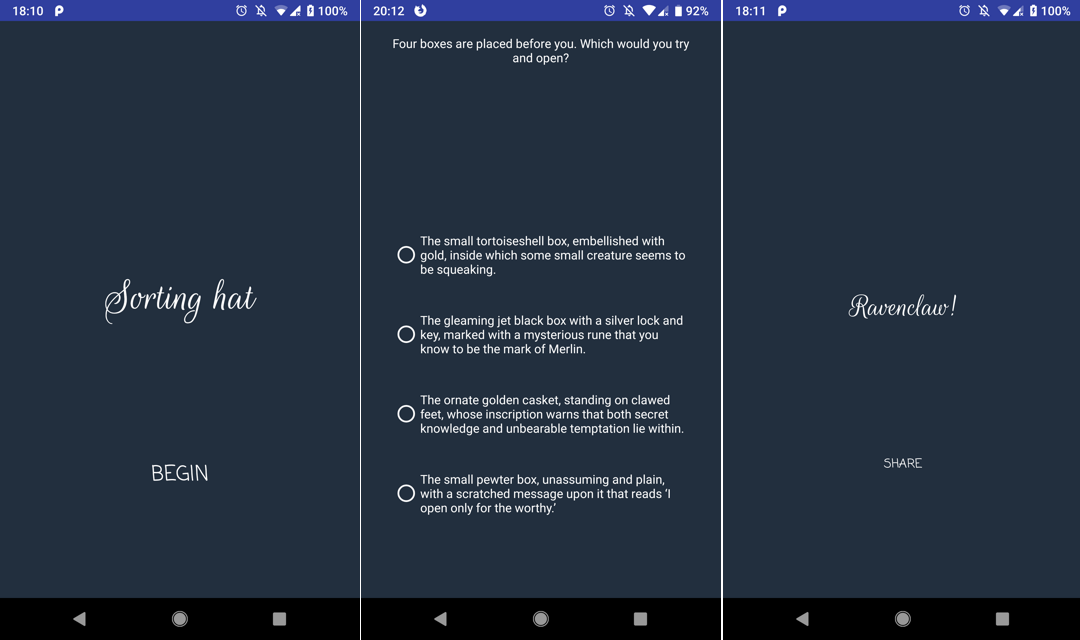 18:10
100%
Sorting hat
BEGIN
20:12
92%
Four boxes are placed before you. Which would you try
and open?
The small tortoiseshell box, embellished with
gold, inside which some small creature seems to
be squeaking.
The gleaming jet black box with a silver lock and
key, marked with a mysterious rune that you
know to be the mark of Merlin.
The ornate golden casket, standing on clawed
feet, whose inscription warns that both secret
knowledge and unbearable temptation lie within.
The small pewter box, unassuming and plain,
with a scratched message upon it that reads ‘I
open only for the worthy.’
18:11
100%
Ravenclaw!
SHARE